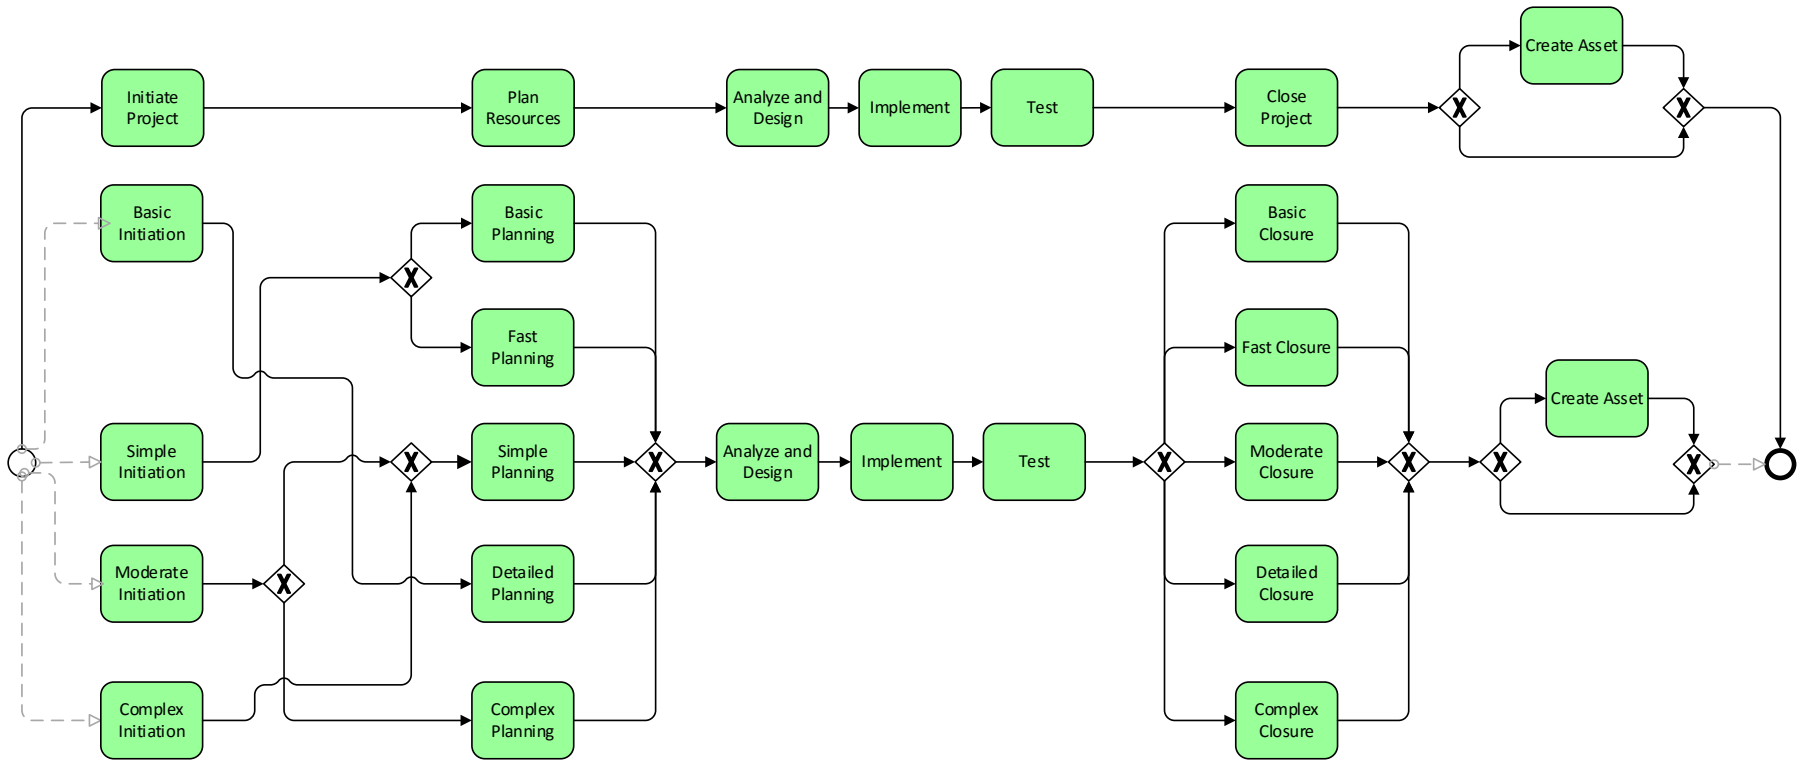 Create Asset
Initiate
Project
Plan
Resources
Analyze and
Design
Implement
Test
Close
Project
X
X
Basic
Initiation
Basic
Planning
Basic
Closure
X
Fast
Planning
Fast Closure
Create Asset
Simple
Initiation
X
Simple
Planning
X
Analyze and
Design
Implement
Test
X
Moderate
Closure
X
X
X
Moderate
Initiation
X
Detailed
Planning
Detailed
Closure
Complex
Initiation
Complex
Planning
Complex
Closure